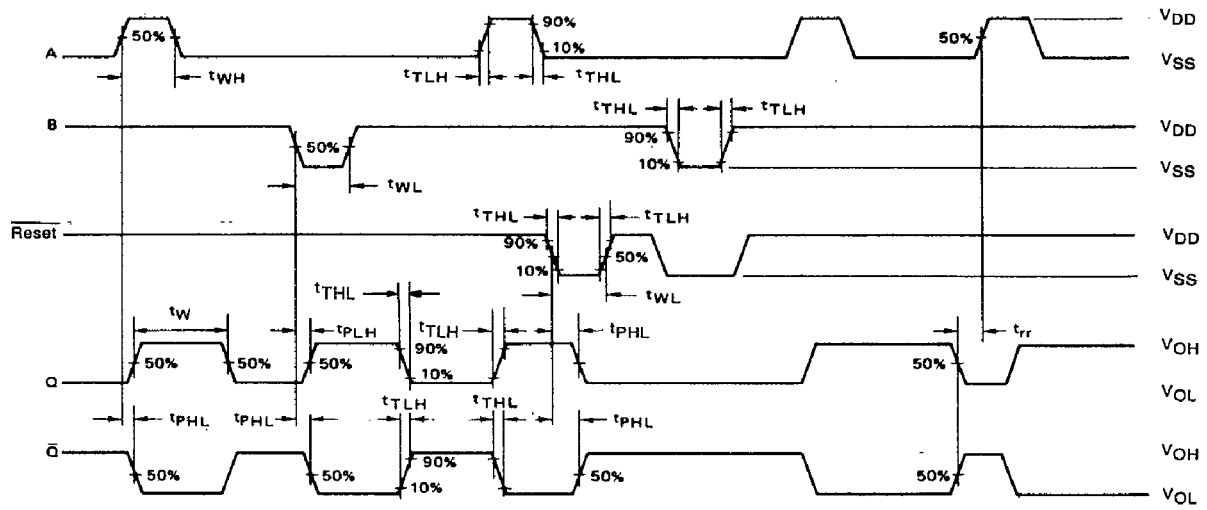 VDD
50%
90%
50%
A
10%
VSS
tWH
tTLH
tTHL
tTHL
tTLH
B
VDD
50%
90%
10%
VSS
tWL
tTHL
tTLH
Reset
90%
VDD
10%
50%
VSS
tTHL
tWL
tW
tPLH
tTLH
tPHL
trr
VOH
50%
50%
50%
90%
50%
10%
Q
VOL
tTLH
tTHL
tPHL
tPHL
tPHL
Q̄
VOH
50%
50%
90%
50%
50%
10%
VOL